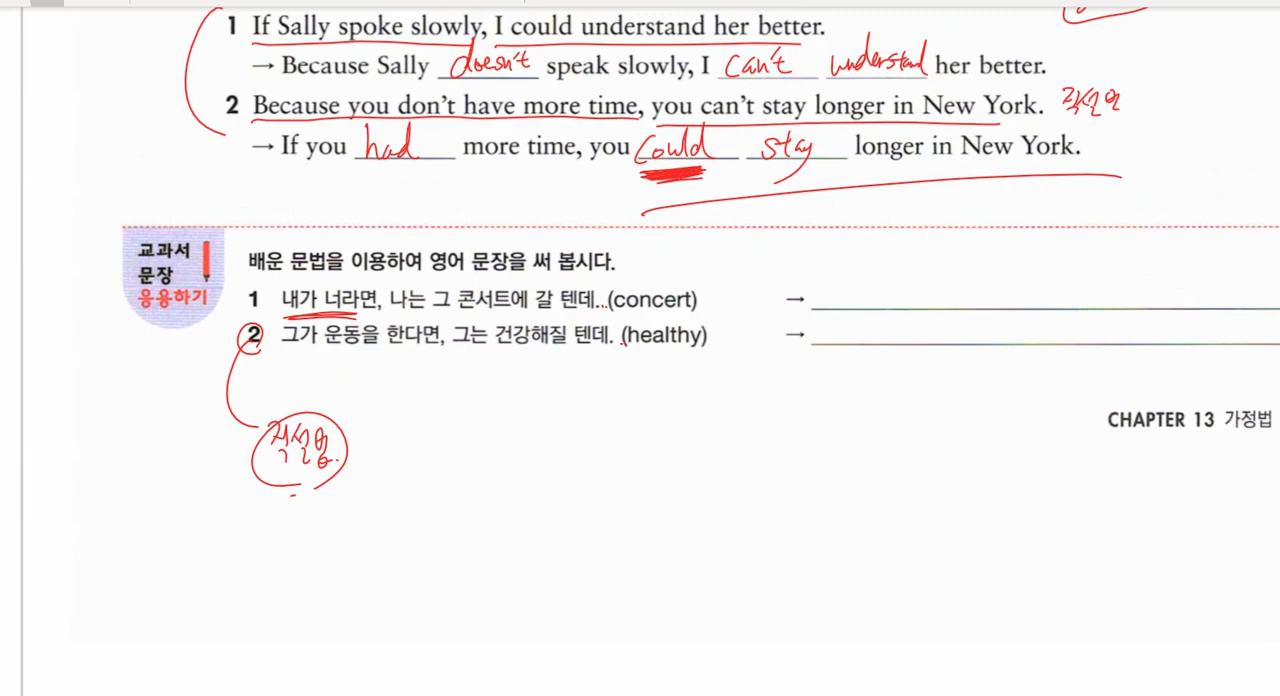 1 If Sally spoke slowly, I could understand her better.
→ Because Sally doesn't speak slowly, I can't understand her better.
2 Because you don't have more time, you can't stay longer in New York. 직설법
→ If you had more time, you could stay longer in New York.
교과서
문장
응용하기
배운 문법을 이용하여 영어 문장을 써 봅시다.
1 내가 너라면, 나는 그 콘서트에 갈 텐데...(concert) →
2 그가 운동을 한다면, 그는 건강해질 텐데. (healthy) →
CHAPTER 13 가정법
직설법